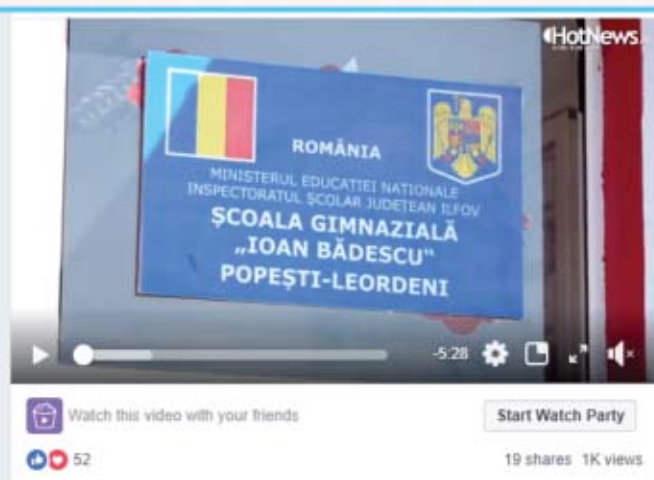 HotNews
ROMÂNIA
MINISTERUL EDUCAȚIEI NAȚIONALE
INSPECTORATUL ȘCOLAR JUDEȚEAN ILFOV
ȘCOALA GIMNAZIALĂ
„IOAN BĂDESCU“
POPEȘTI-LEORDENI
-5:28
Watch this video with your friends
Start Watch Party
52
19 shares 1K views